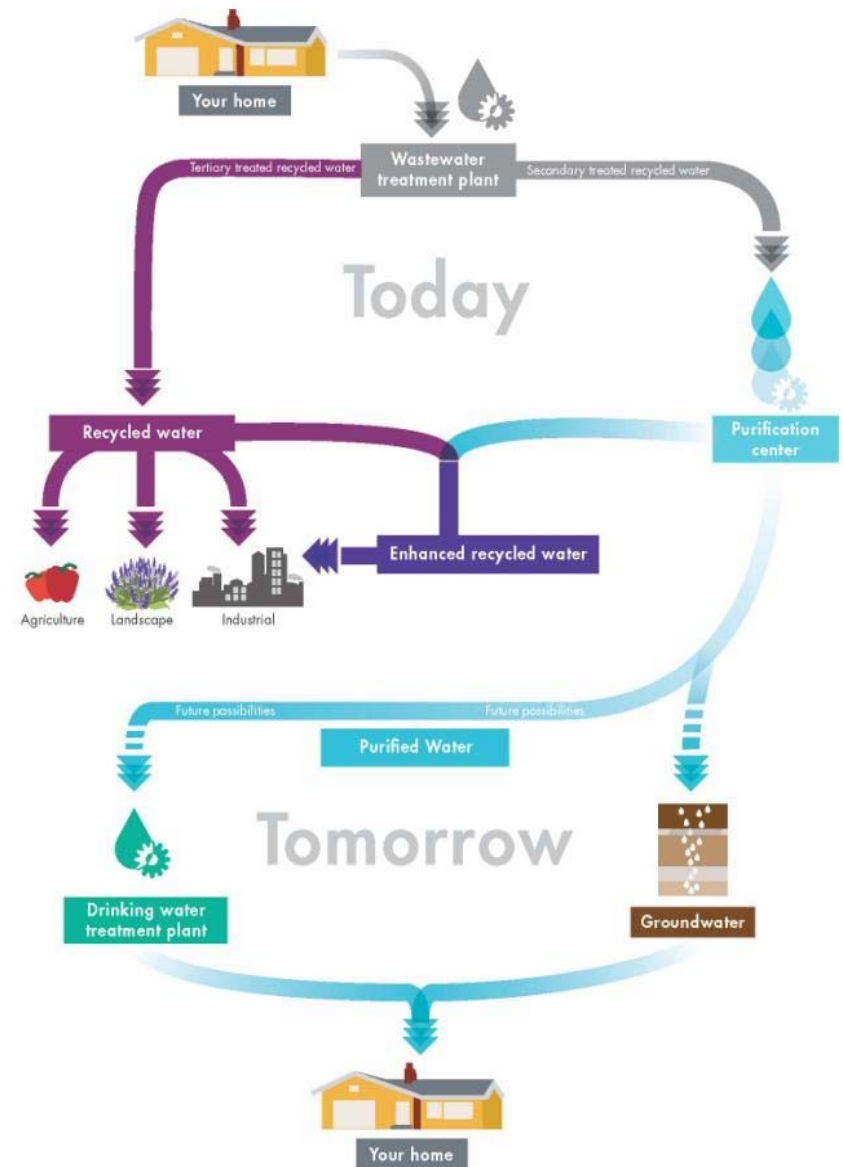 Your home
Wastewater
treatment plant
Tertiary treated recycled water
Secondary treated recycled water
Today
Recycled water
Purification
center
Enhanced recycled water
Agriculture
Landscape
Industrial
Future possibilities
Future possibilities
Purified Water
Tomorrow
Drinking water
treatment plant
Groundwater
Your home